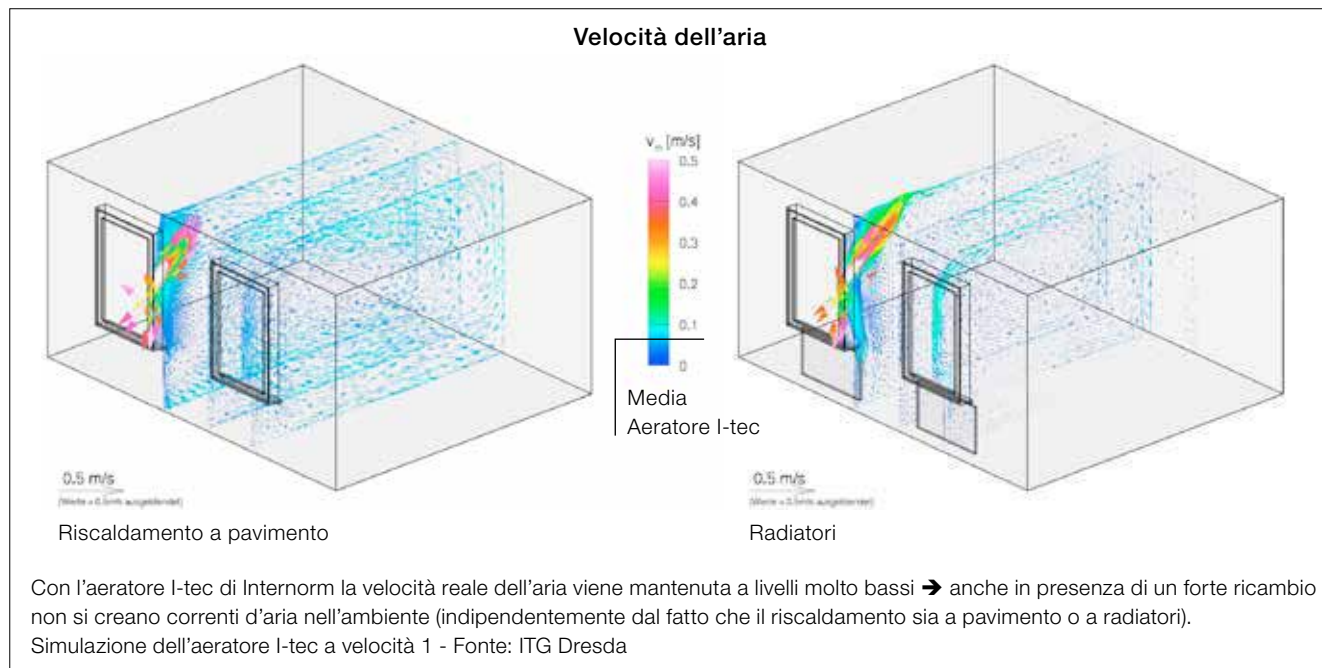 Velocità dell’aria
v [m/s]
0.5
0.4
0.3
0.2
0.1
0
Media
Aeratore I-tec
0.5 m/s
Riscaldamento a pavimento
0.5 m/s
Radiatori
Con l’aeratore I-tec di Internorm la velocità reale dell’aria viene mantenuta a livelli molto bassi ➔ anche in presenza di un forte ricambio
non si creano correnti d’aria nell’ambiente (indipendentemente dal fatto che il riscaldamento sia a pavimento o a radiatori).
Simulazione dell’aeratore I-tec a velocità 1 - Fonte: ITG Dresda